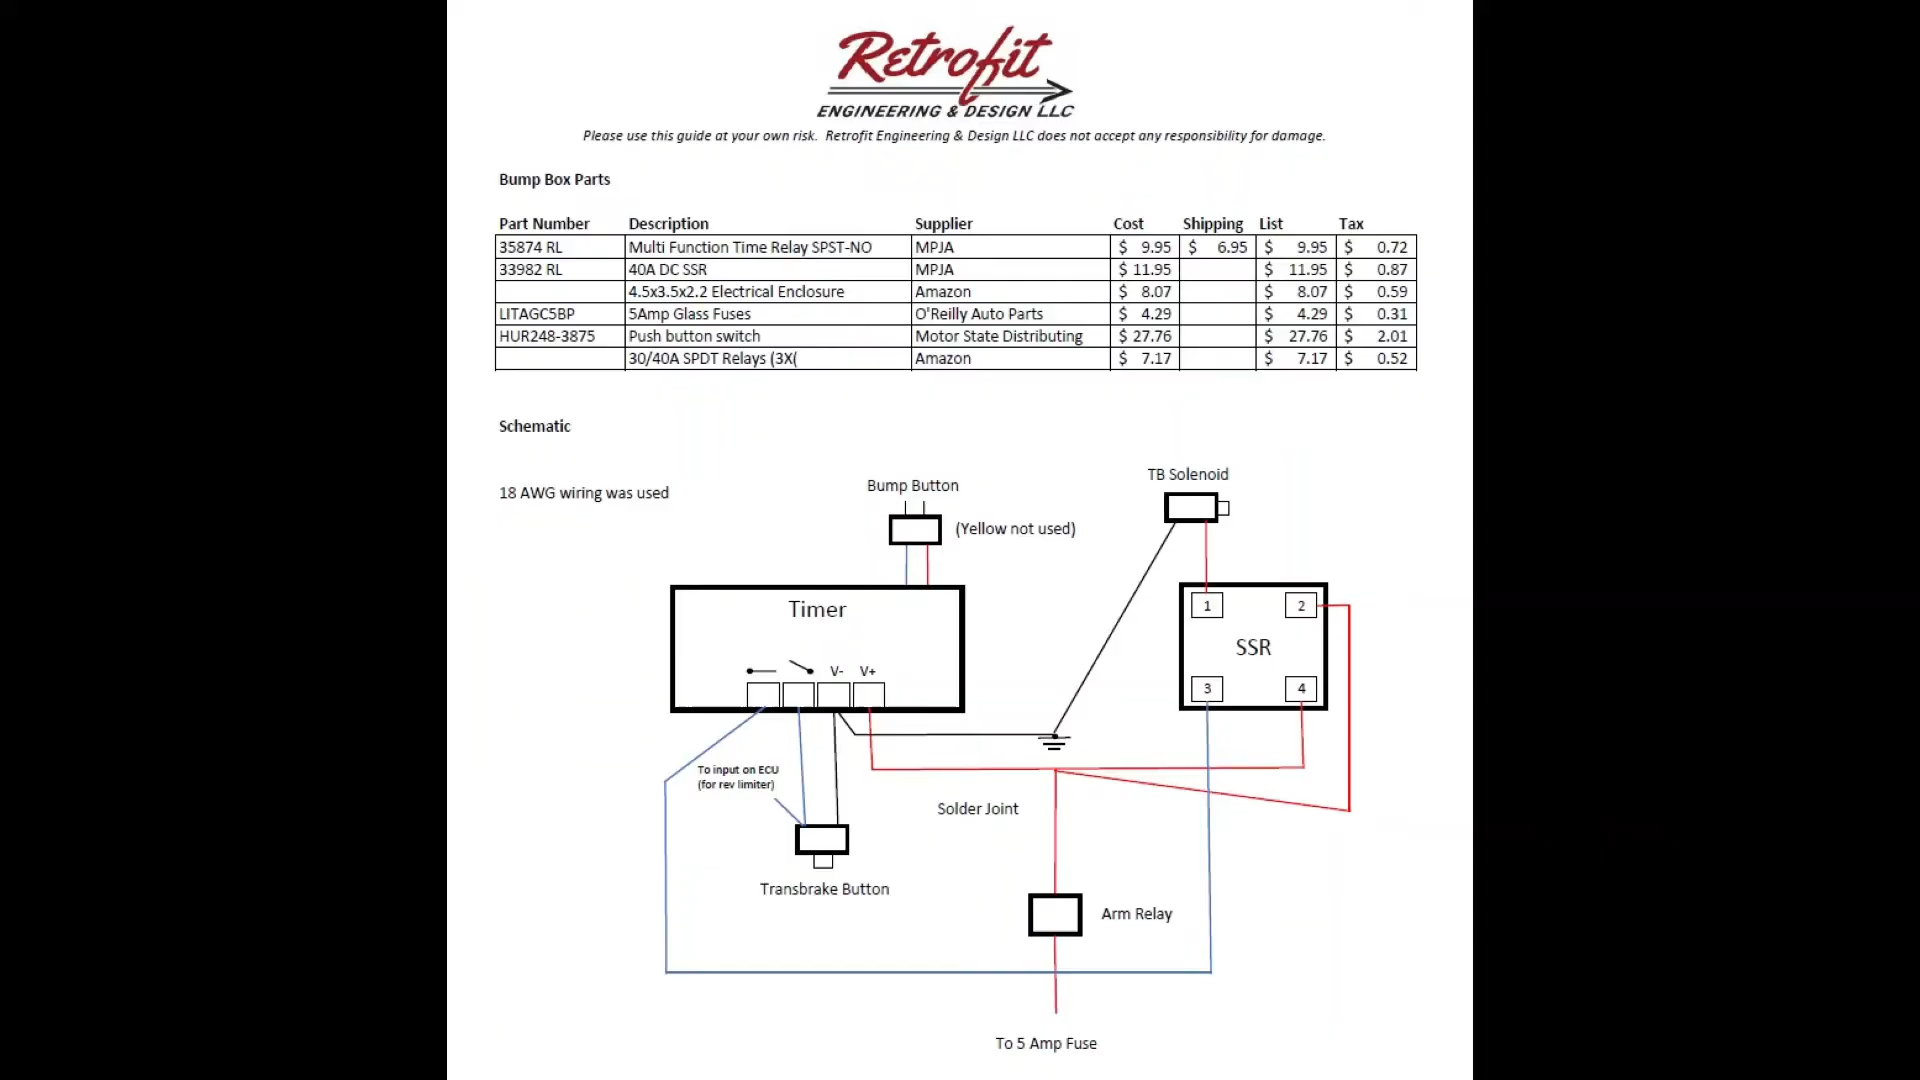 Retrofit
ENGINEERING & DESIGN LLC
Please use this guide at your own risk. Retrofit Engineering & Design LLC does not accept any responsibility for damage.
Bump Box Parts
Part Number Description Supplier Cost Shipping List Tax
35874 RL Multi Function Time Relay SPST-NO MPJA $ 9.95 $ 6.95 $ 9.95 $ 0.72
33982 RL 40A DC SSR MPJA $ 11.95 $ 11.95 $ 0.87
4.5x3.5x2.2 Electrical Enclosure Amazon $ 8.07 $ 8.07 $ 0.59
LITAGC5BP 5Amp Glass Fuses O'Reilly Auto Parts $ 4.29 $ 4.29 $ 0.31
HUR248-3875 Push button switch Motor State Distributing $ 27.76 $ 27.76 $ 2.01
30/40A SPDT Relays (3X( Amazon $ 7.17 $ 7.17 $ 0.52
Schematic
TB Solenoid
18 AWG wiring was used
Bump Button
(Yellow not used)
Timer
1 2
SSR
V- V+
3 4
To input on ECU
(for rev limiter)
Solder Joint
Transbrake Button
Arm Relay
To 5 Amp Fuse